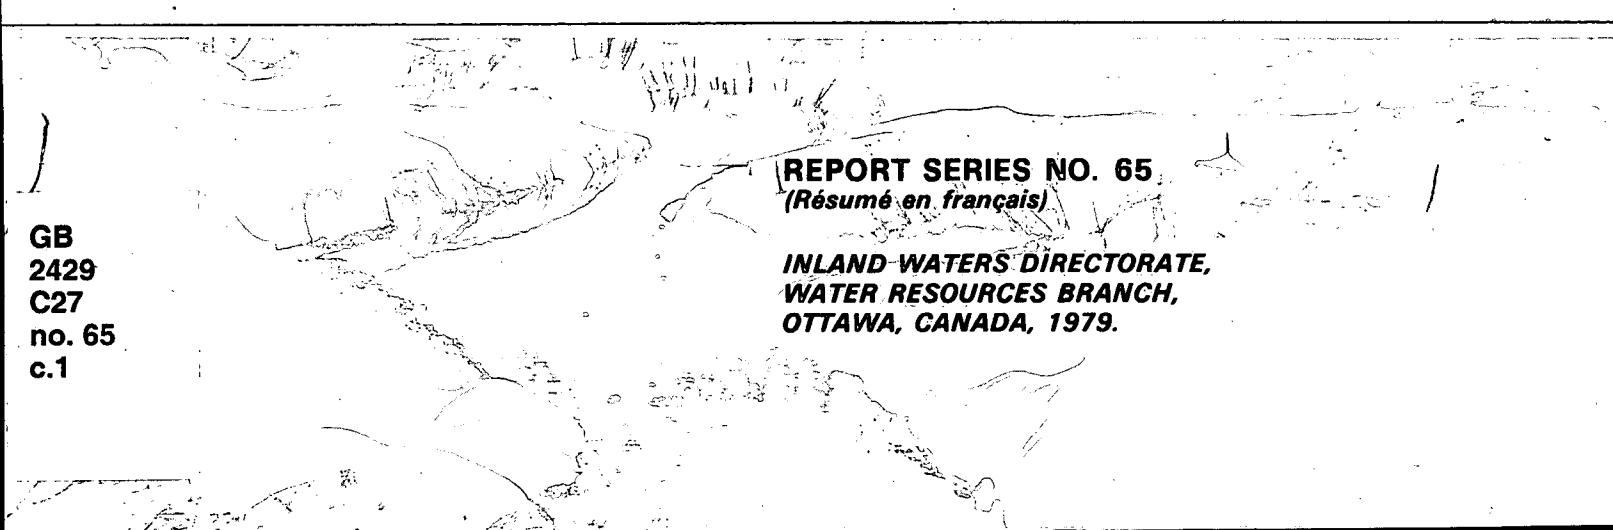 REPORT SERIES NO. 65
(Résumé en français)
GB
2429
C27
no. 65
c.1
INLAND WATERS DIRECTORATE,
WATER RESOURCES BRANCH,
OTTAWA, CANADA, 1979.